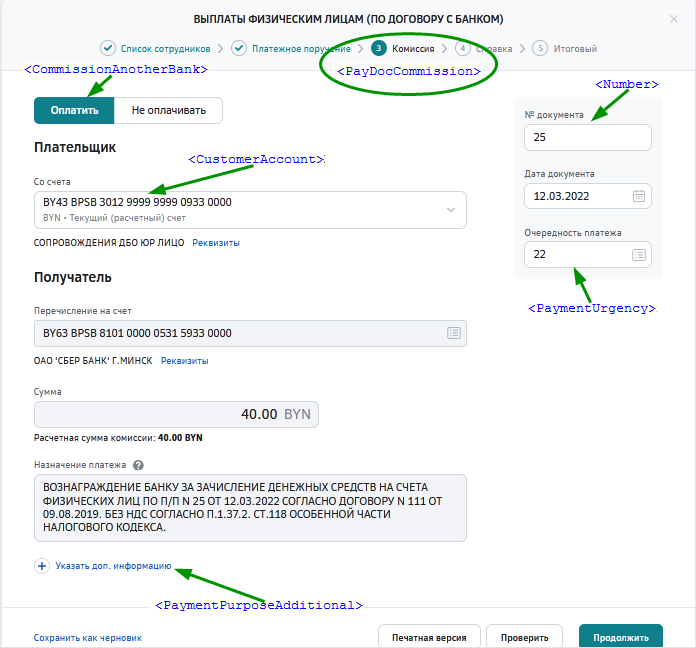 ВЫПЛАТЫ ФИЗИЧЕСКИМ ЛИЦАМ (ПО ДОГОВОРУ С БАНКОМ)
Список сотрудников
Платежное поручение
3 Комиссия
4 Справка
5 Итоговый
<CommissionAnotherBank>
<PayDocCommission>
<Number>
Оплатить
Не оплачивать
№ документа
25
Плательщик
<CustomerAccount>
Дата документа
12.03.2022
Со счета
BY43 BPSB 3012 9999 9999 0933 0000
BYN • Текущий (расчетный) счет
Очередность платежа
22
СОПРОВОЖДЕНИЯ ДБО ЮР ЛИЦО Реквизиты
Получатель
<PaymentUrgency>
Перечисление на счет
BY63 BPSB 8101 0000 0531 5933 0000
ОАО 'СБЕР БАНК' Г.МИНСК Реквизиты
Сумма
40.00 BYN
Расчетная сумма комиссии: 40.00 BYN
Назначение платежа ?
ВОЗНАГРАЖДЕНИЕ БАНКУ ЗА ЗАЧИСЛЕНИЕ ДЕНЕЖНЫХ СРЕДСТВ НА СЧЕТА
ФИЗИЧЕСКИХ ЛИЦ ПО П/П N 25 ОТ 12.03.2022 СОГЛАСНО ДОГОВОРУ N 111 ОТ
09.08.2019. БЕЗ НДС СОГЛАСНО П.1.37.2. СТ.118 ОСОБЕННОЙ ЧАСТИ
НАЛОГОВОГО КОДЕКСА.
Указать доп. информацию
<PaymentPurposeAdditional>
Сохранить как черновик
Печатная версия
Проверить
Продолжить